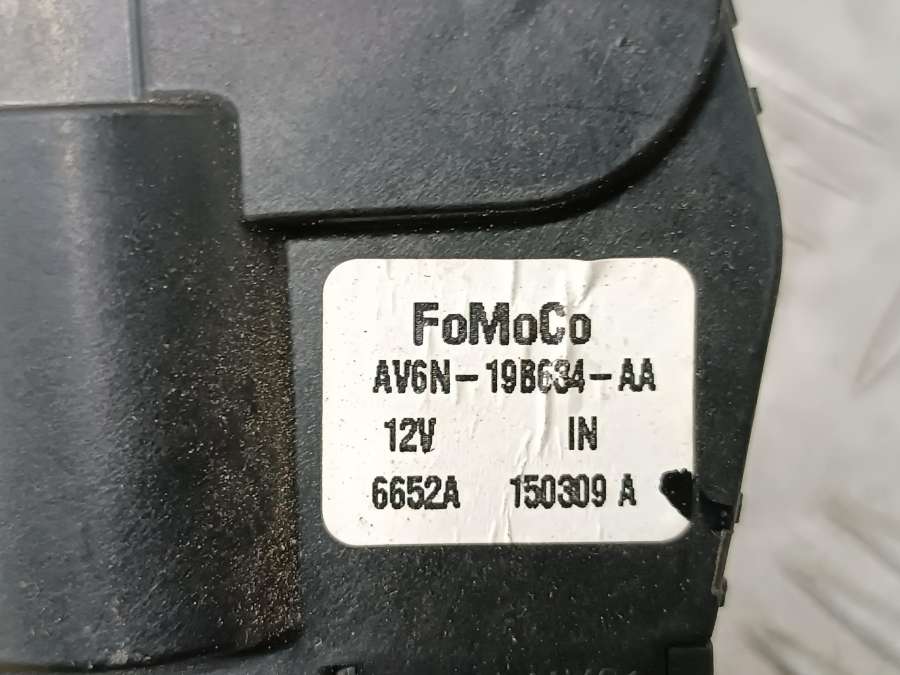 FoMoCo
AV6N-19B634-AA
12V IN
6652A 150309 A